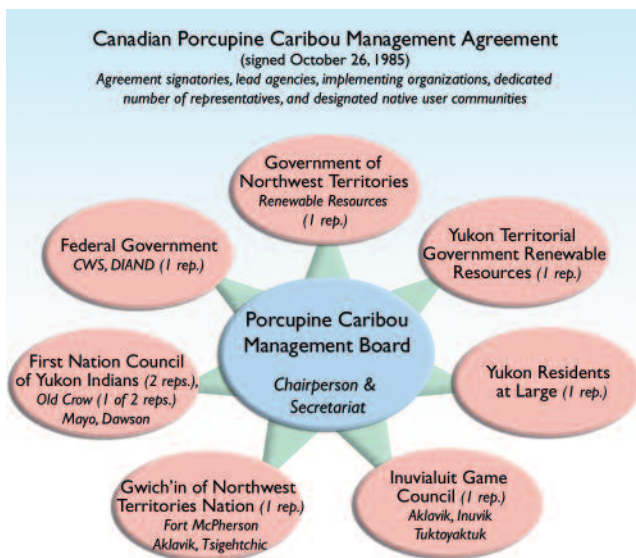 Canadian Porcupine Caribou Management Agreement
(signed October 26, 1985)
Agreement signatories, lead agencies, implementing organizations, dedicated
number of representatives, and designated native user communities
Government of
Northwest Territories
Renewable Resources
(1 rep.)
Federal Government
CWS, DIAND (1 rep.)
Yukon Territorial
Government Renewable
Resources (1 rep.)
Porcupine Caribou
Management Board
Chairperson &
Secretariat
First Nation Council
of Yukon Indians (2 reps.),
Old Crow (1 of 2 reps.)
Mayo, Dawson
Yukon Residents
at Large (1 rep.)
Gwich'in of Northwest
Territories Nation (1 rep.)
Fort McPherson
Aklavik, Tsigehtchic
Inuvialuit Game
Council (1 rep.)
Aklavik, Inuvik
Tuktoyaktuk